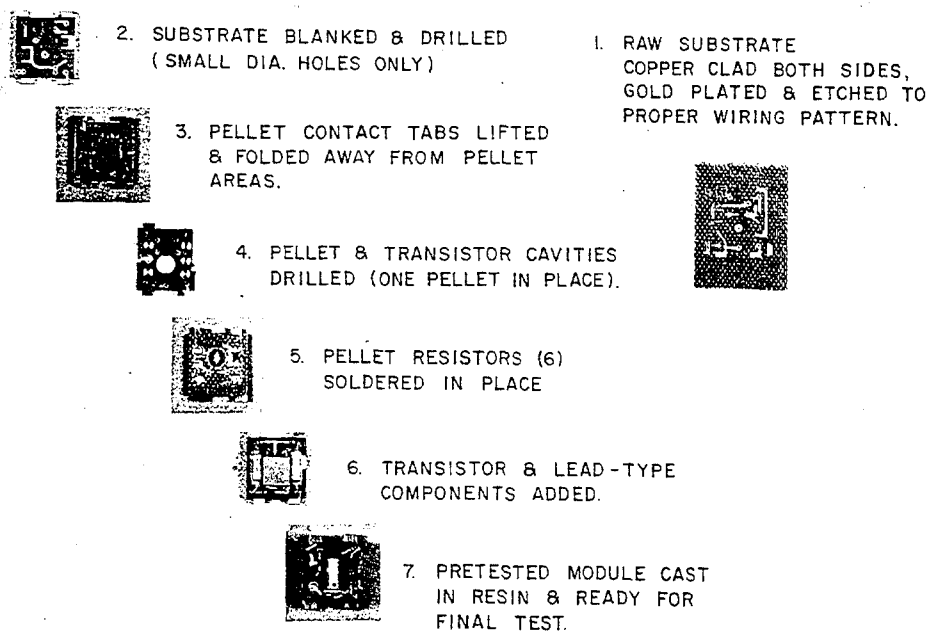 1. RAW SUBSTRATE
COPPER CLAD BOTH SIDES,
GOLD PLATED & ETCHED TO
PROPER WIRING PATTERN.
2. SUBSTRATE BLANKED & DRILLED
(SMALL DIA. HOLES ONLY)
3. PELLET CONTACT TABS LIFTED
& FOLDED AWAY FROM PELLET
AREAS.
4. PELLET & TRANSISTOR CAVITIES
DRILLED (ONE PELLET IN PLACE).
5. PELLET RESISTORS (6)
SOLDERED IN PLACE
6. TRANSISTOR & LEAD-TYPE
COMPONENTS ADDED.
7. PRETESTED MODULE CAST
IN RESIN & READY FOR
FINAL TEST.